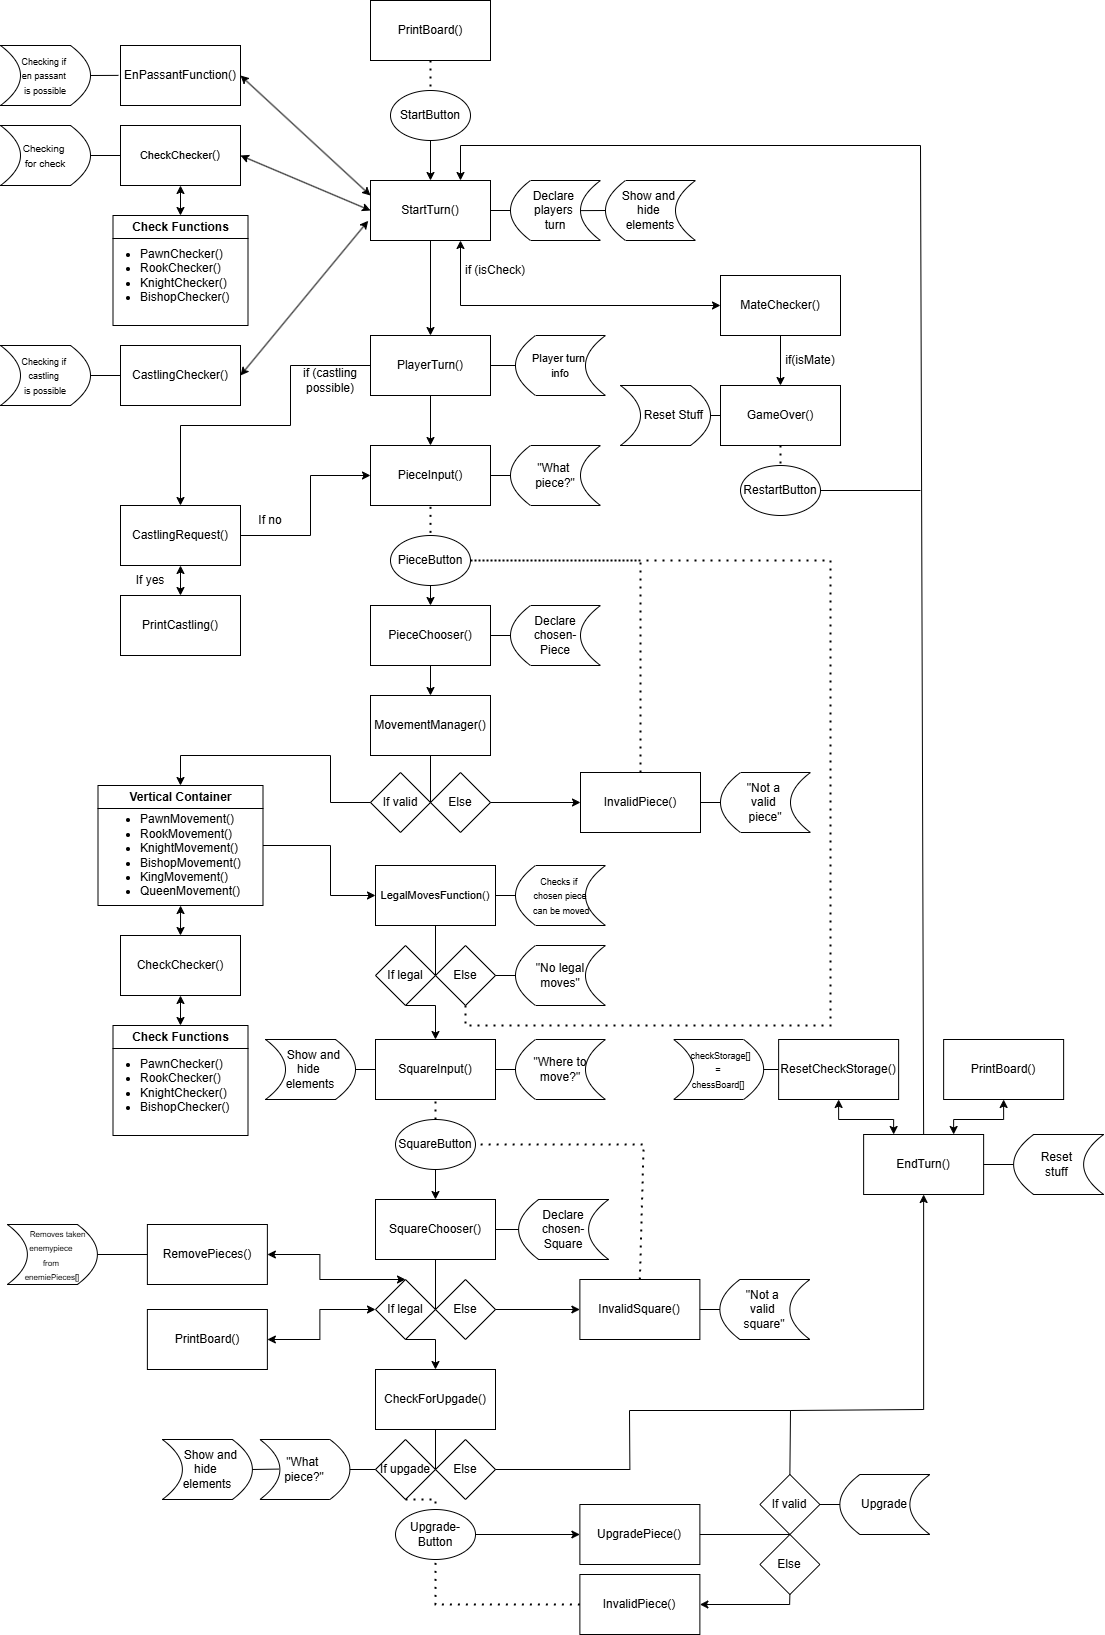 PrintBoard()
Checking if
en passant
is possible
EnPassantFunction()
StartButton
Checking
for check
CheckChecker()
StartTurn()
Declare
players
turn
Show and
hide
elements
Check Functions
PawnChecker()
RookChecker()
KnightChecker()
BishopChecker()
if (isCheck)
MateChecker()
Checking if
castling
is possible
CastlingChecker()
if (castling
possible)
PlayerTurn()
Player turn
info
if(isMate)
Reset Stuff
GameOver()
PieceInput()
"What
piece?"
RestartButton
CastlingRequest()
If no
PieceButton
If yes
PrintCastling()
PieceChooser()
Declare
chosen-
Piece
MovementManager()
Vertical Container
PawnMovement()
RookMovement()
KnightMovement()
BishopMovement()
KingMovement()
QueenMovement()
If valid
Else
InvalidPiece()
"Not a
valid
piece"
LegalMovesFunction()
Checks if
chosen piece
can be moved
CheckChecker()
If legal
Else
"No legal
moves"
Check Functions
PawnChecker()
RookChecker()
KnightChecker()
BishopChecker()
Show and
hide
elements
SquareInput()
"Where to
move?"
checkStorage[]
=
chessBoard[]
ResetCheckStorage()
PrintBoard()
SquareButton
EndTurn()
Reset
stuff
SquareChooser()
Declare
chosen-
Square
Removes taken
enemypiece
from
enemiePieces[]
RemovePieces()
If legal
Else
InvalidSquare()
"Not a
valid
square"
PrintBoard()
CheckForUpgade()
Show and
hide
elements
"What
piece?"
If upgade
Else
If valid
Upgrade
Upgrade-
Button
UpgradePiece()
Else
InvalidPiece()